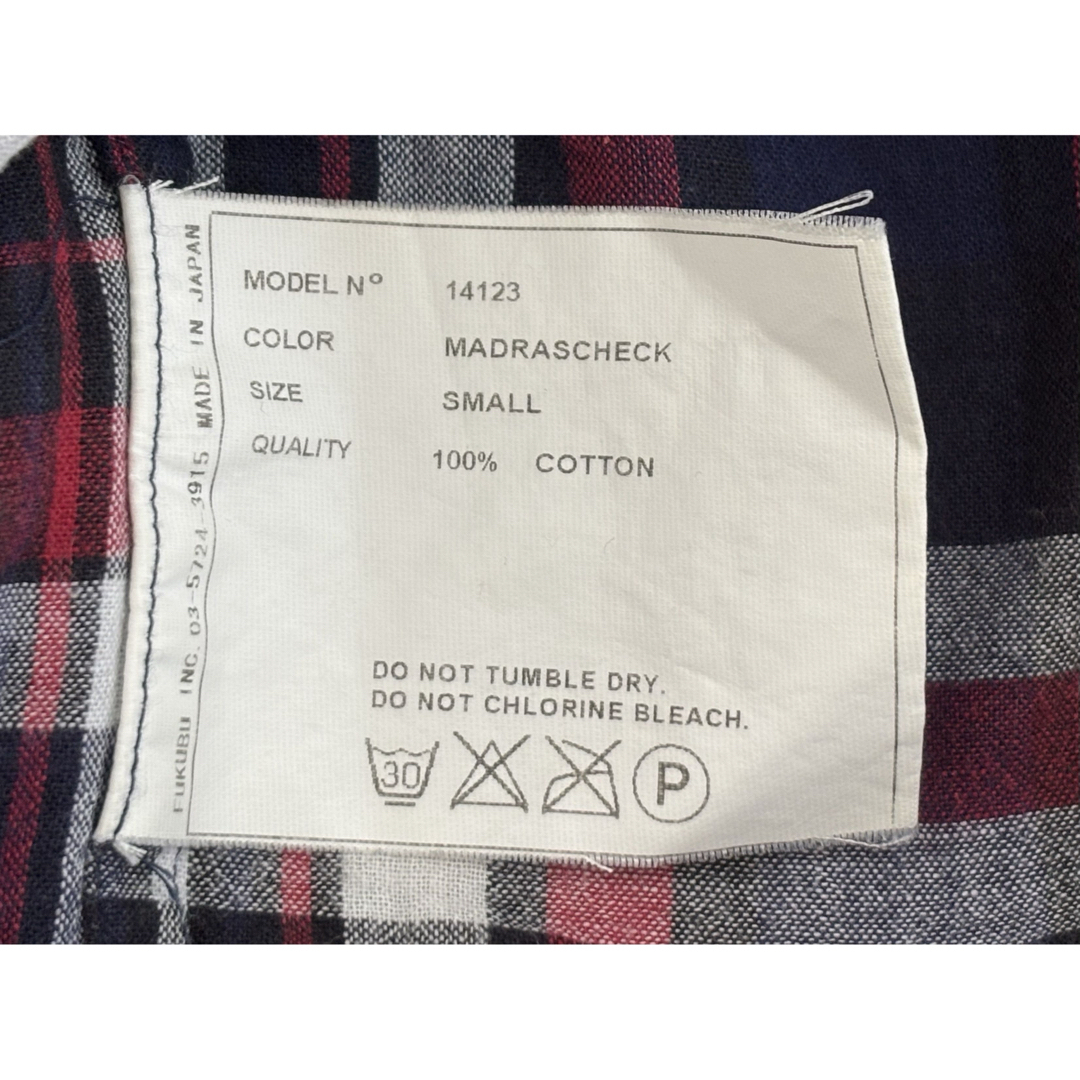 MODEL Nº 14123
COLOR MADRASCHECK
SIZE SMALL
QUALITY 100% COTTON
DO NOT TUMBLE DRY.
DO NOT CHLORINE BLEACH.
30 P
FUKUBU INC. 03-5724-3915 MADE IN JAPAN